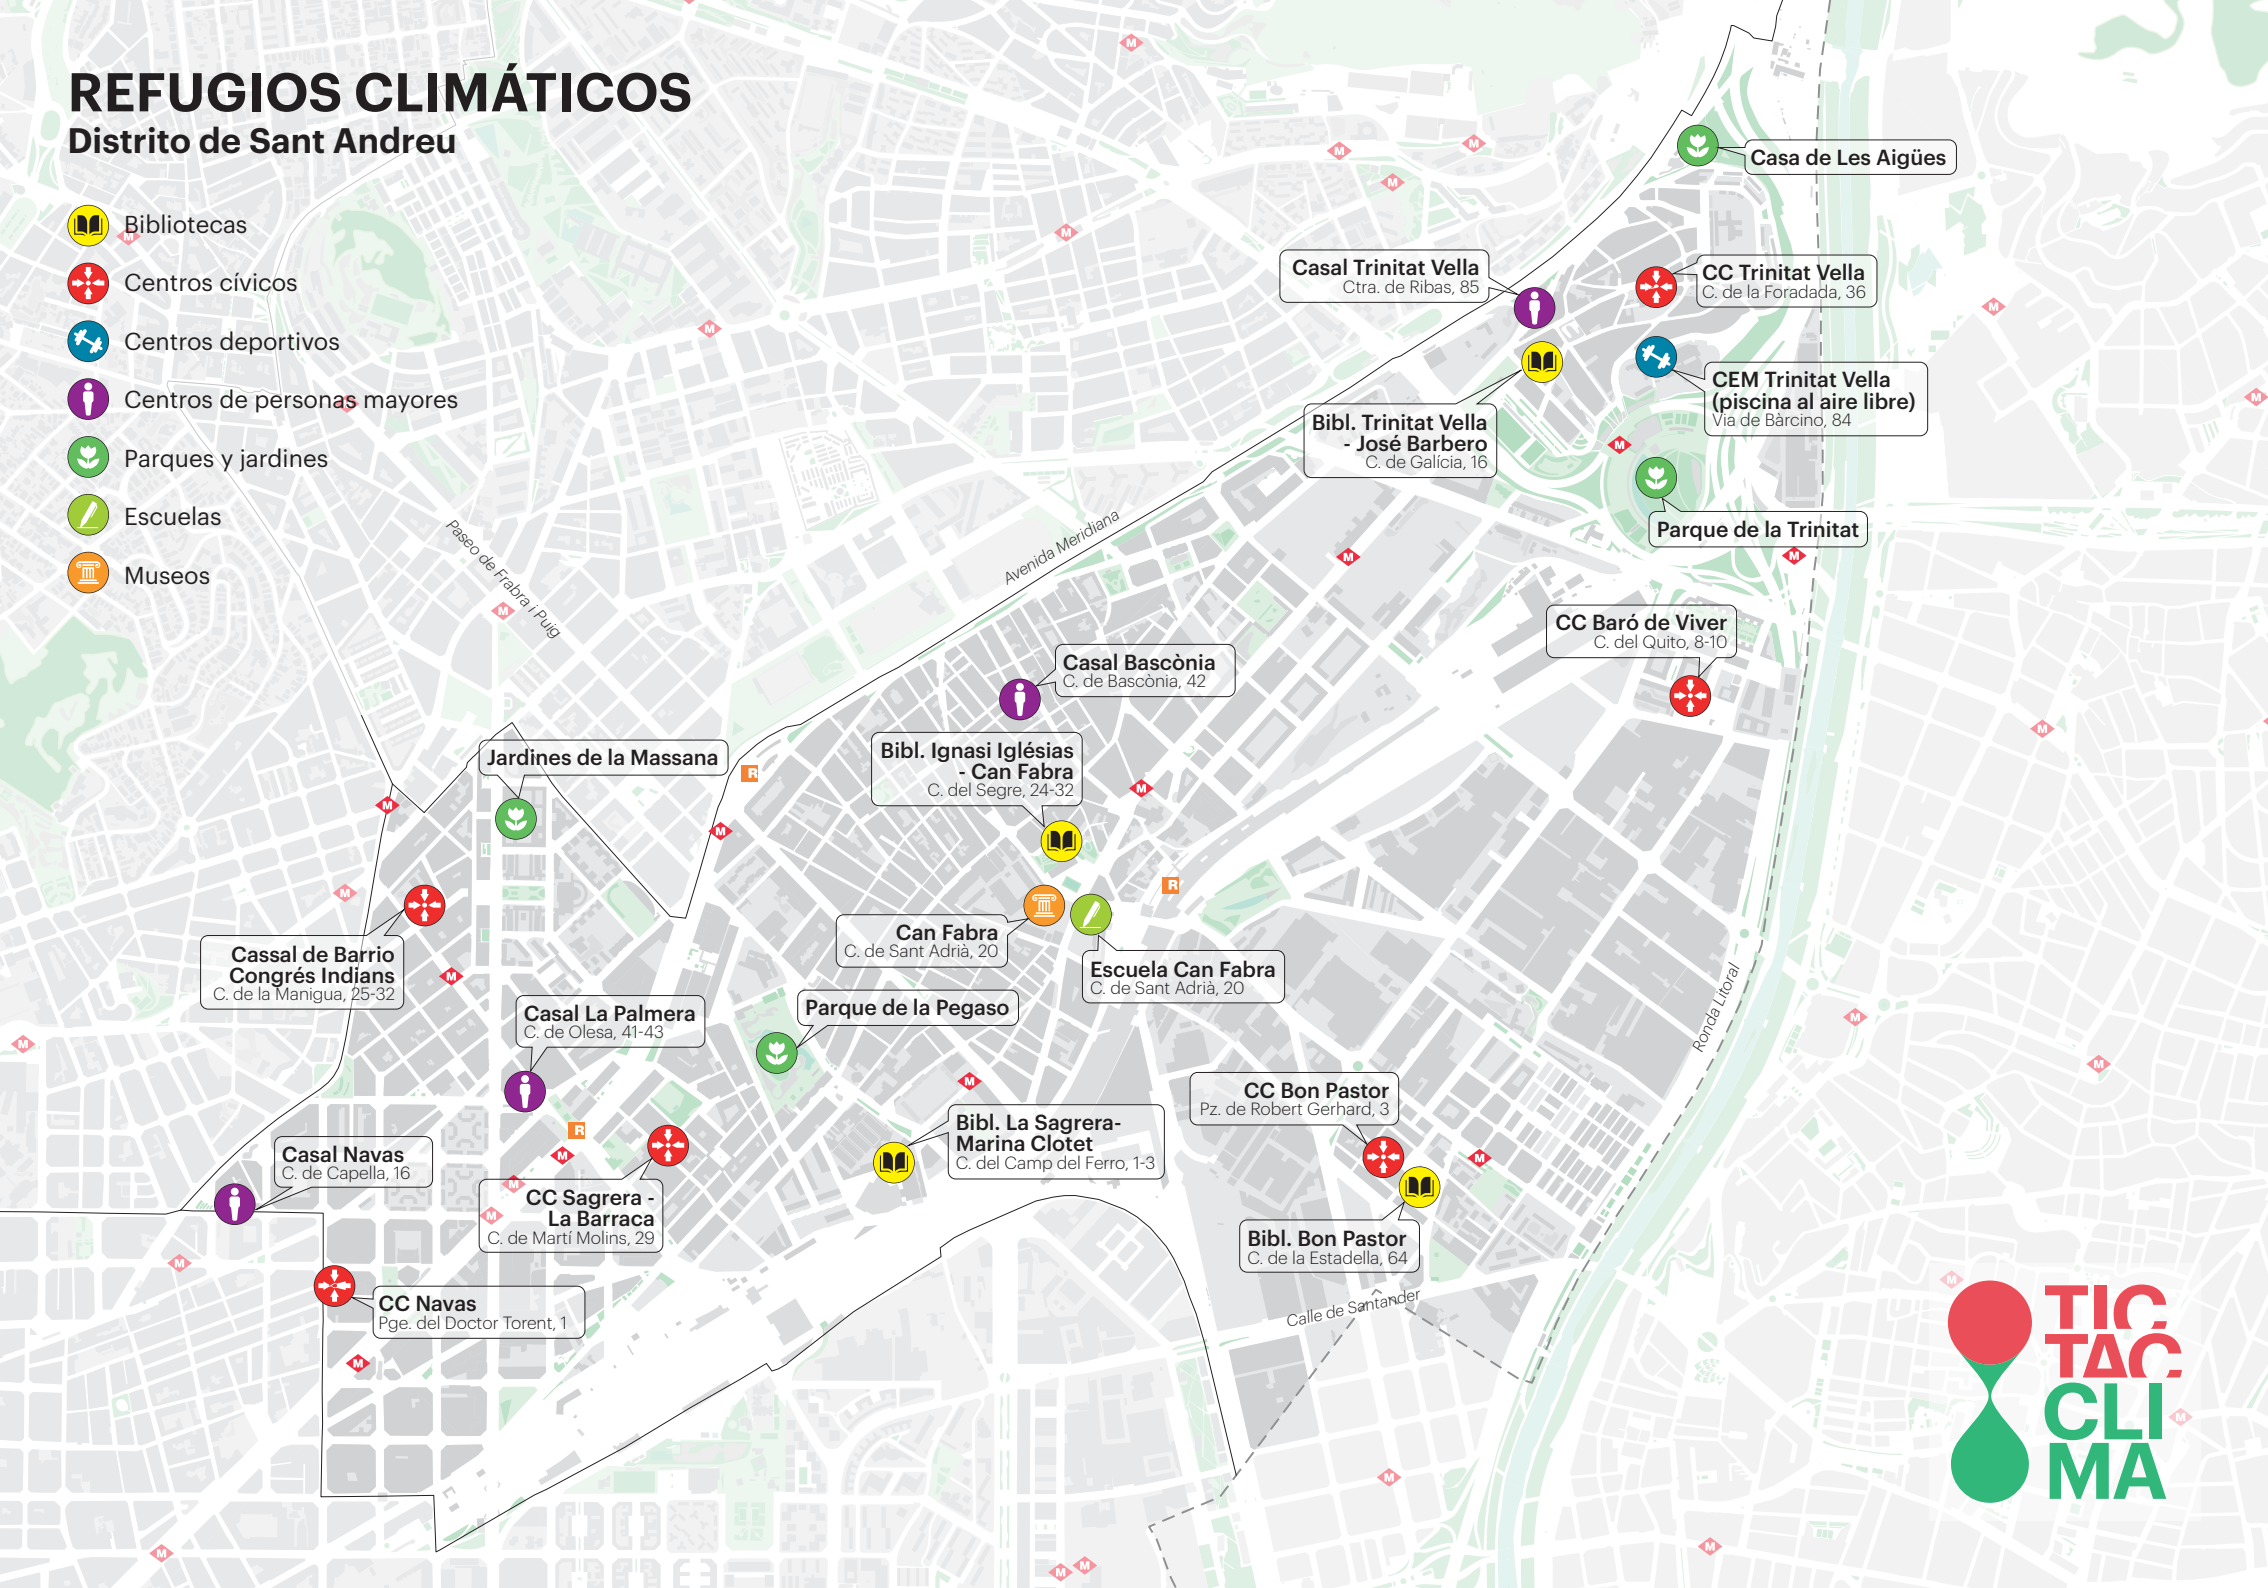 REFUGIOS CLIMÁTICOS
Distrito de Sant Andreu
Bibliotecas
Centros cívicos
Centros deportivos
Centros de personas mayores
Parques y jardines
Escuelas
Museos
Casa de Les Aigües
Casal Trinitat Vella
Ctra. de Ribas, 85
CC Trinitat Vella
C. de la Foradada, 36
CEM Trinitat Vella
(piscina al aire libre)
Via de Bàrcino, 84
Bibl. Trinitat Vella
- José Barbero
C. de Galícia, 16
Parque de la Trinitat
Paseo de Frabra i Puig
Avenida Meridiana
CC Baró de Viver
C. del Quito, 8-10
Casal Bascònia
C. de Bascònia, 42
Jardines de la Massana
Bibl. Ignasi Iglésias
- Can Fabra
C. del Segre, 24-32
Can Fabra
C. de Sant Adrià, 20
Escuela Can Fabra
C. de Sant Adrià, 20
Cassal de Barrio
Congrés Indians
C. de la Manigua, 25-32
Casal La Palmera
C. de Olesa, 41-43
Parque de la Pegaso
Ronda Litoral
CC Bon Pastor
Pz. de Robert Gerhard, 3
Bibl. La Sagrera-
Marina Clotet
C. del Camp del Ferro, 1-3
Casal Navas
C. de Capella, 16
CC Sagrera -
La Barraca
C. de Martí Molins, 29
Bibl. Bon Pastor
C. de la Estadella, 64
CC Navas
Pge. del Doctor Torent, 1
Calle de Santander
TIC
TAC
CLI
MA